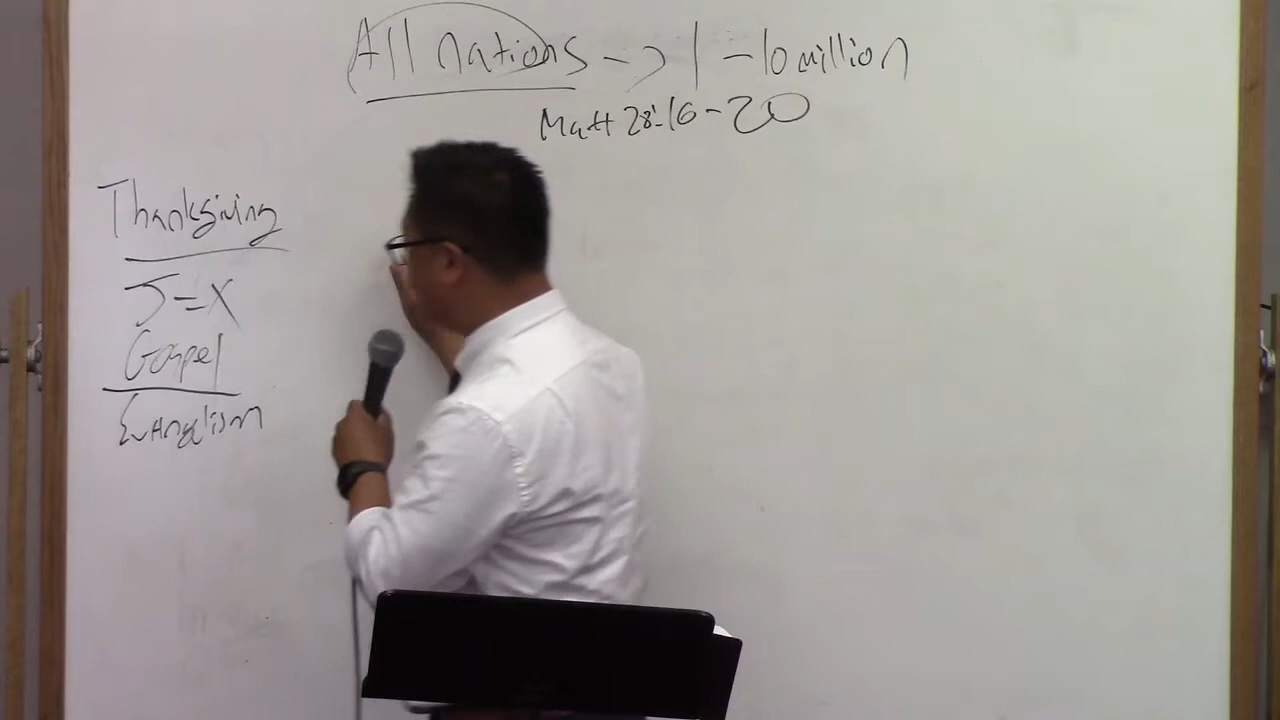 All nations -> 1-10 million
Matt 28:16-20
Thanksgiving
J=X
Gospel
Evangelism